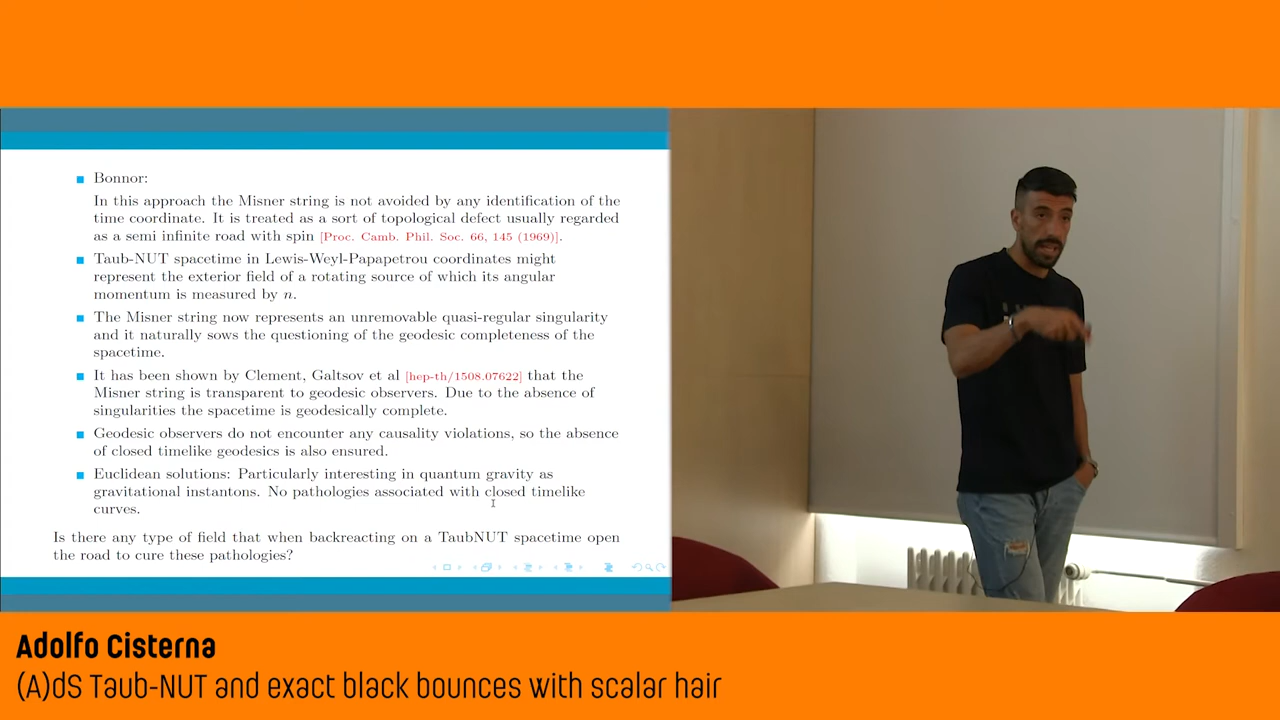 Bonnor:
In this approach the Misner string is not avoided by any identification of the
time coordinate. It is treated as a sort of topological defect usually regarded
as a semi infinite road with spin [Proc. Camb. Phil. Soc. 66, 145 (1969)].
Taub-NUT spacetime in Lewis-Weyl-Papapetrou coordinates might
represent the exterior field of a rotating source of which its angular
momentum is measured by n.
The Misner string now represents an unremovable quasi-regular singularity
and it naturally sows the questioning of the geodesic completeness of the
spacetime.
It has been shown by Clement, Galtsov et al [hep-th/1508.07622] that the
Misner string is transparent to geodesic observers. Due to the absence of
singularities the spacetime is geodesically complete.
Geodesic observers do not encounter any causality violations, so the absence
of closed timelike geodesics is also ensured.
Euclidean solutions: Particularly interesting in quantum gravity as
gravitational instantons. No pathologies associated with closed timelike
curves.
Is there any type of field that when backreacting on a TaubNUT spacetime open
the road to cure these pathologies?
Adolfo Cisterna
(A)dS Taub-NUT and exact black bounces with scalar hair